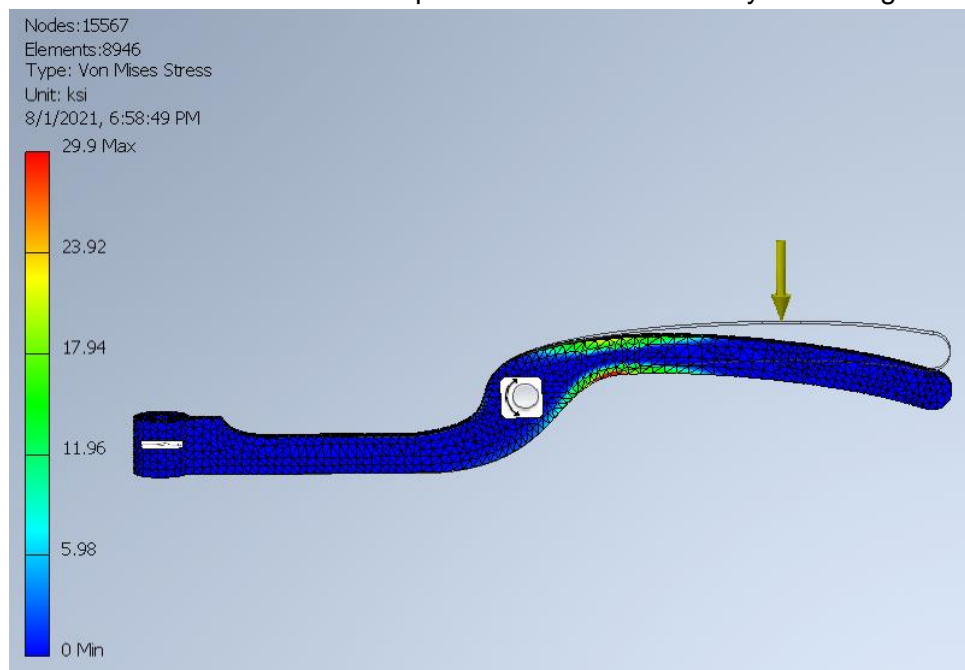 Nodes:15567
Elements:8946
Type: Von Mises Stress
Unit: ksi
8/1/2021, 6:58:49 PM
29.9 Max
23.92
17.94
11.96
5.98
0 Min